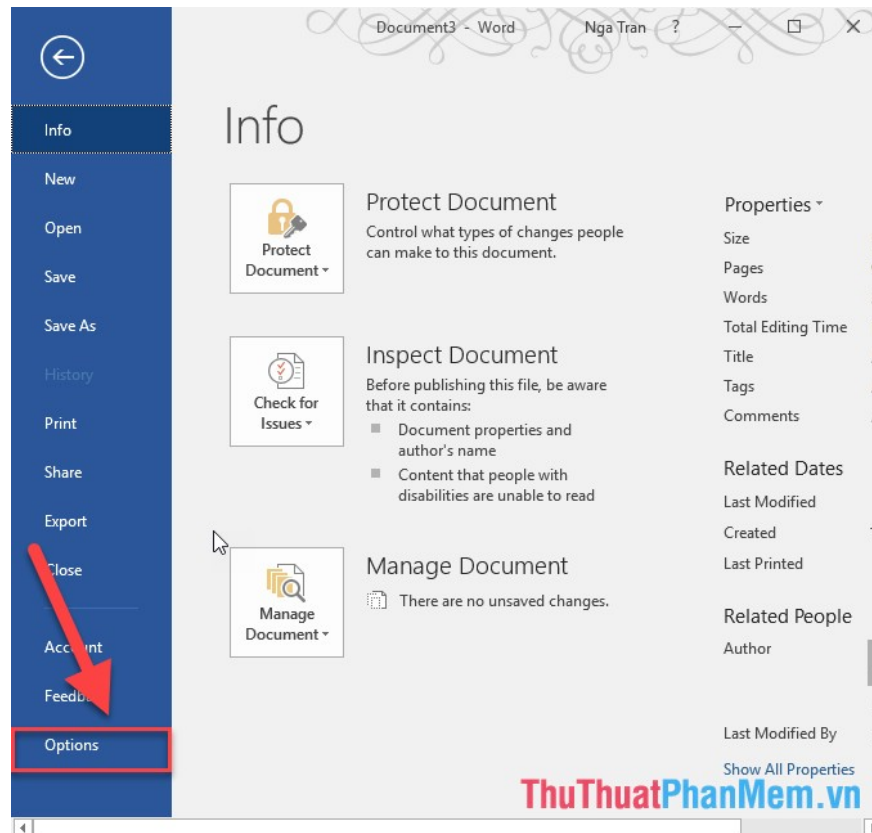 Document3 - Word
Nga Tran
?
Info
New
Open
Save
Save As
History
Print
Share
Export
Close
Account
Options
Info
Protect
Document
Protect Document
Control what types of changes people
can make to this document.
Check for
Issues
Inspect Document
Before publishing this file, be aware
that it contains:
Document properties and
author's name
Content that people with
disabilities are unable to read
Manage
Document
Manage Document
There are no unsaved changes.
Properties
Size
Pages
Words
Total Editing Time
Title
Tags
Comments
Related Dates
Last Modified
Created
Last Printed
Related People
Author
Last Modified By
Show All Properties
ThuThuatPhanMem.vn